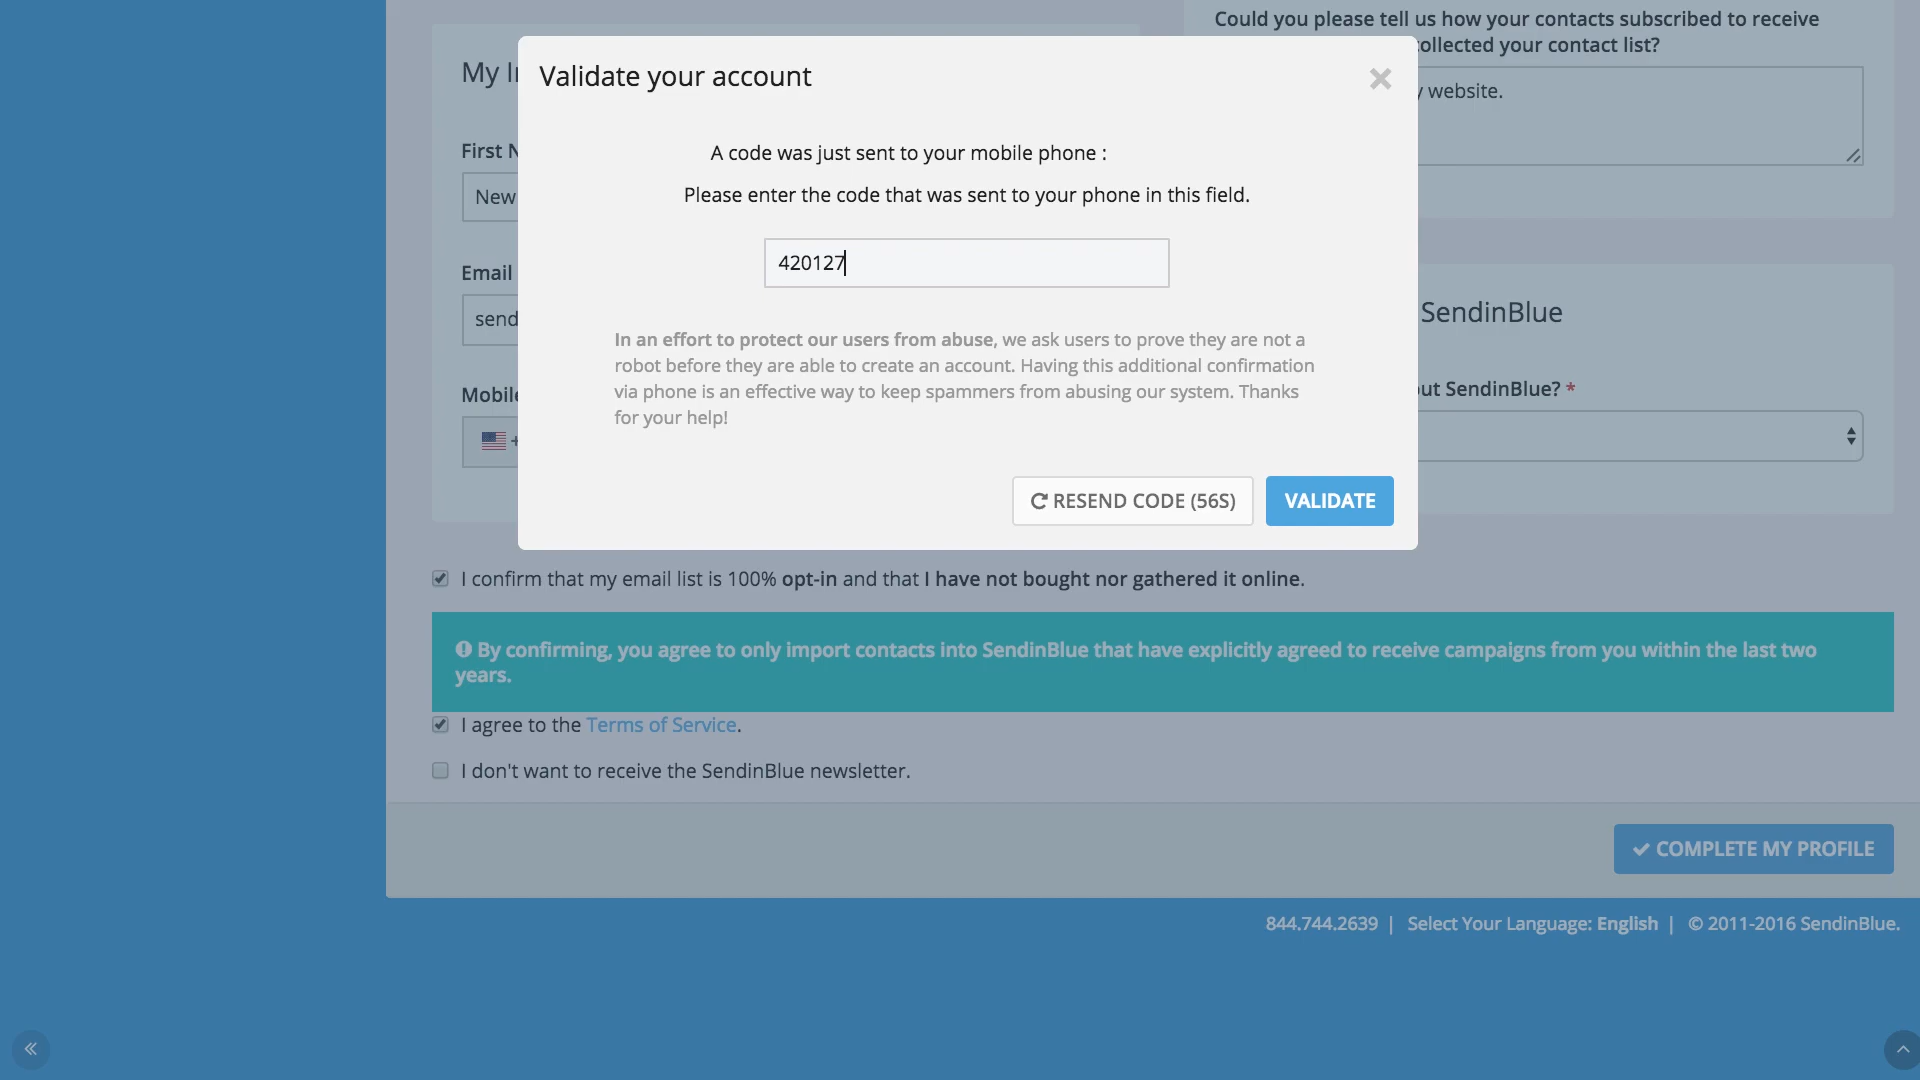 Could you please tell us how your contacts subscribed to receive
ollected your contact list?
My I
Validate your account
website.
A code was just sent to your mobile phone :
First N
Please enter the code that was sent to your phone in this field.
New
420127
Email
SendinBlue
send
In an effort to protect our users from abuse, we ask users to prove they are not a
robot before they are able to create an account. Having this additional confirmation
via phone is an effective way to keep spammers from abusing our system. Thanks
for your help!
Mobile
ut SendinBlue? *
+
RESEND CODE (56S)
VALIDATE
I confirm that my email list is 100% opt-in and that I have not bought nor gathered it online.
By confirming, you agree to only import contacts into SendinBlue that have explicitly agreed to receive campaigns from you within the last two
years.
I agree to the Terms of Service.
I don't want to receive the SendinBlue newsletter.
COMPLETE MY PROFILE
844.744.2639 | Select Your Language: English | © 2011-2016 SendinBlue.